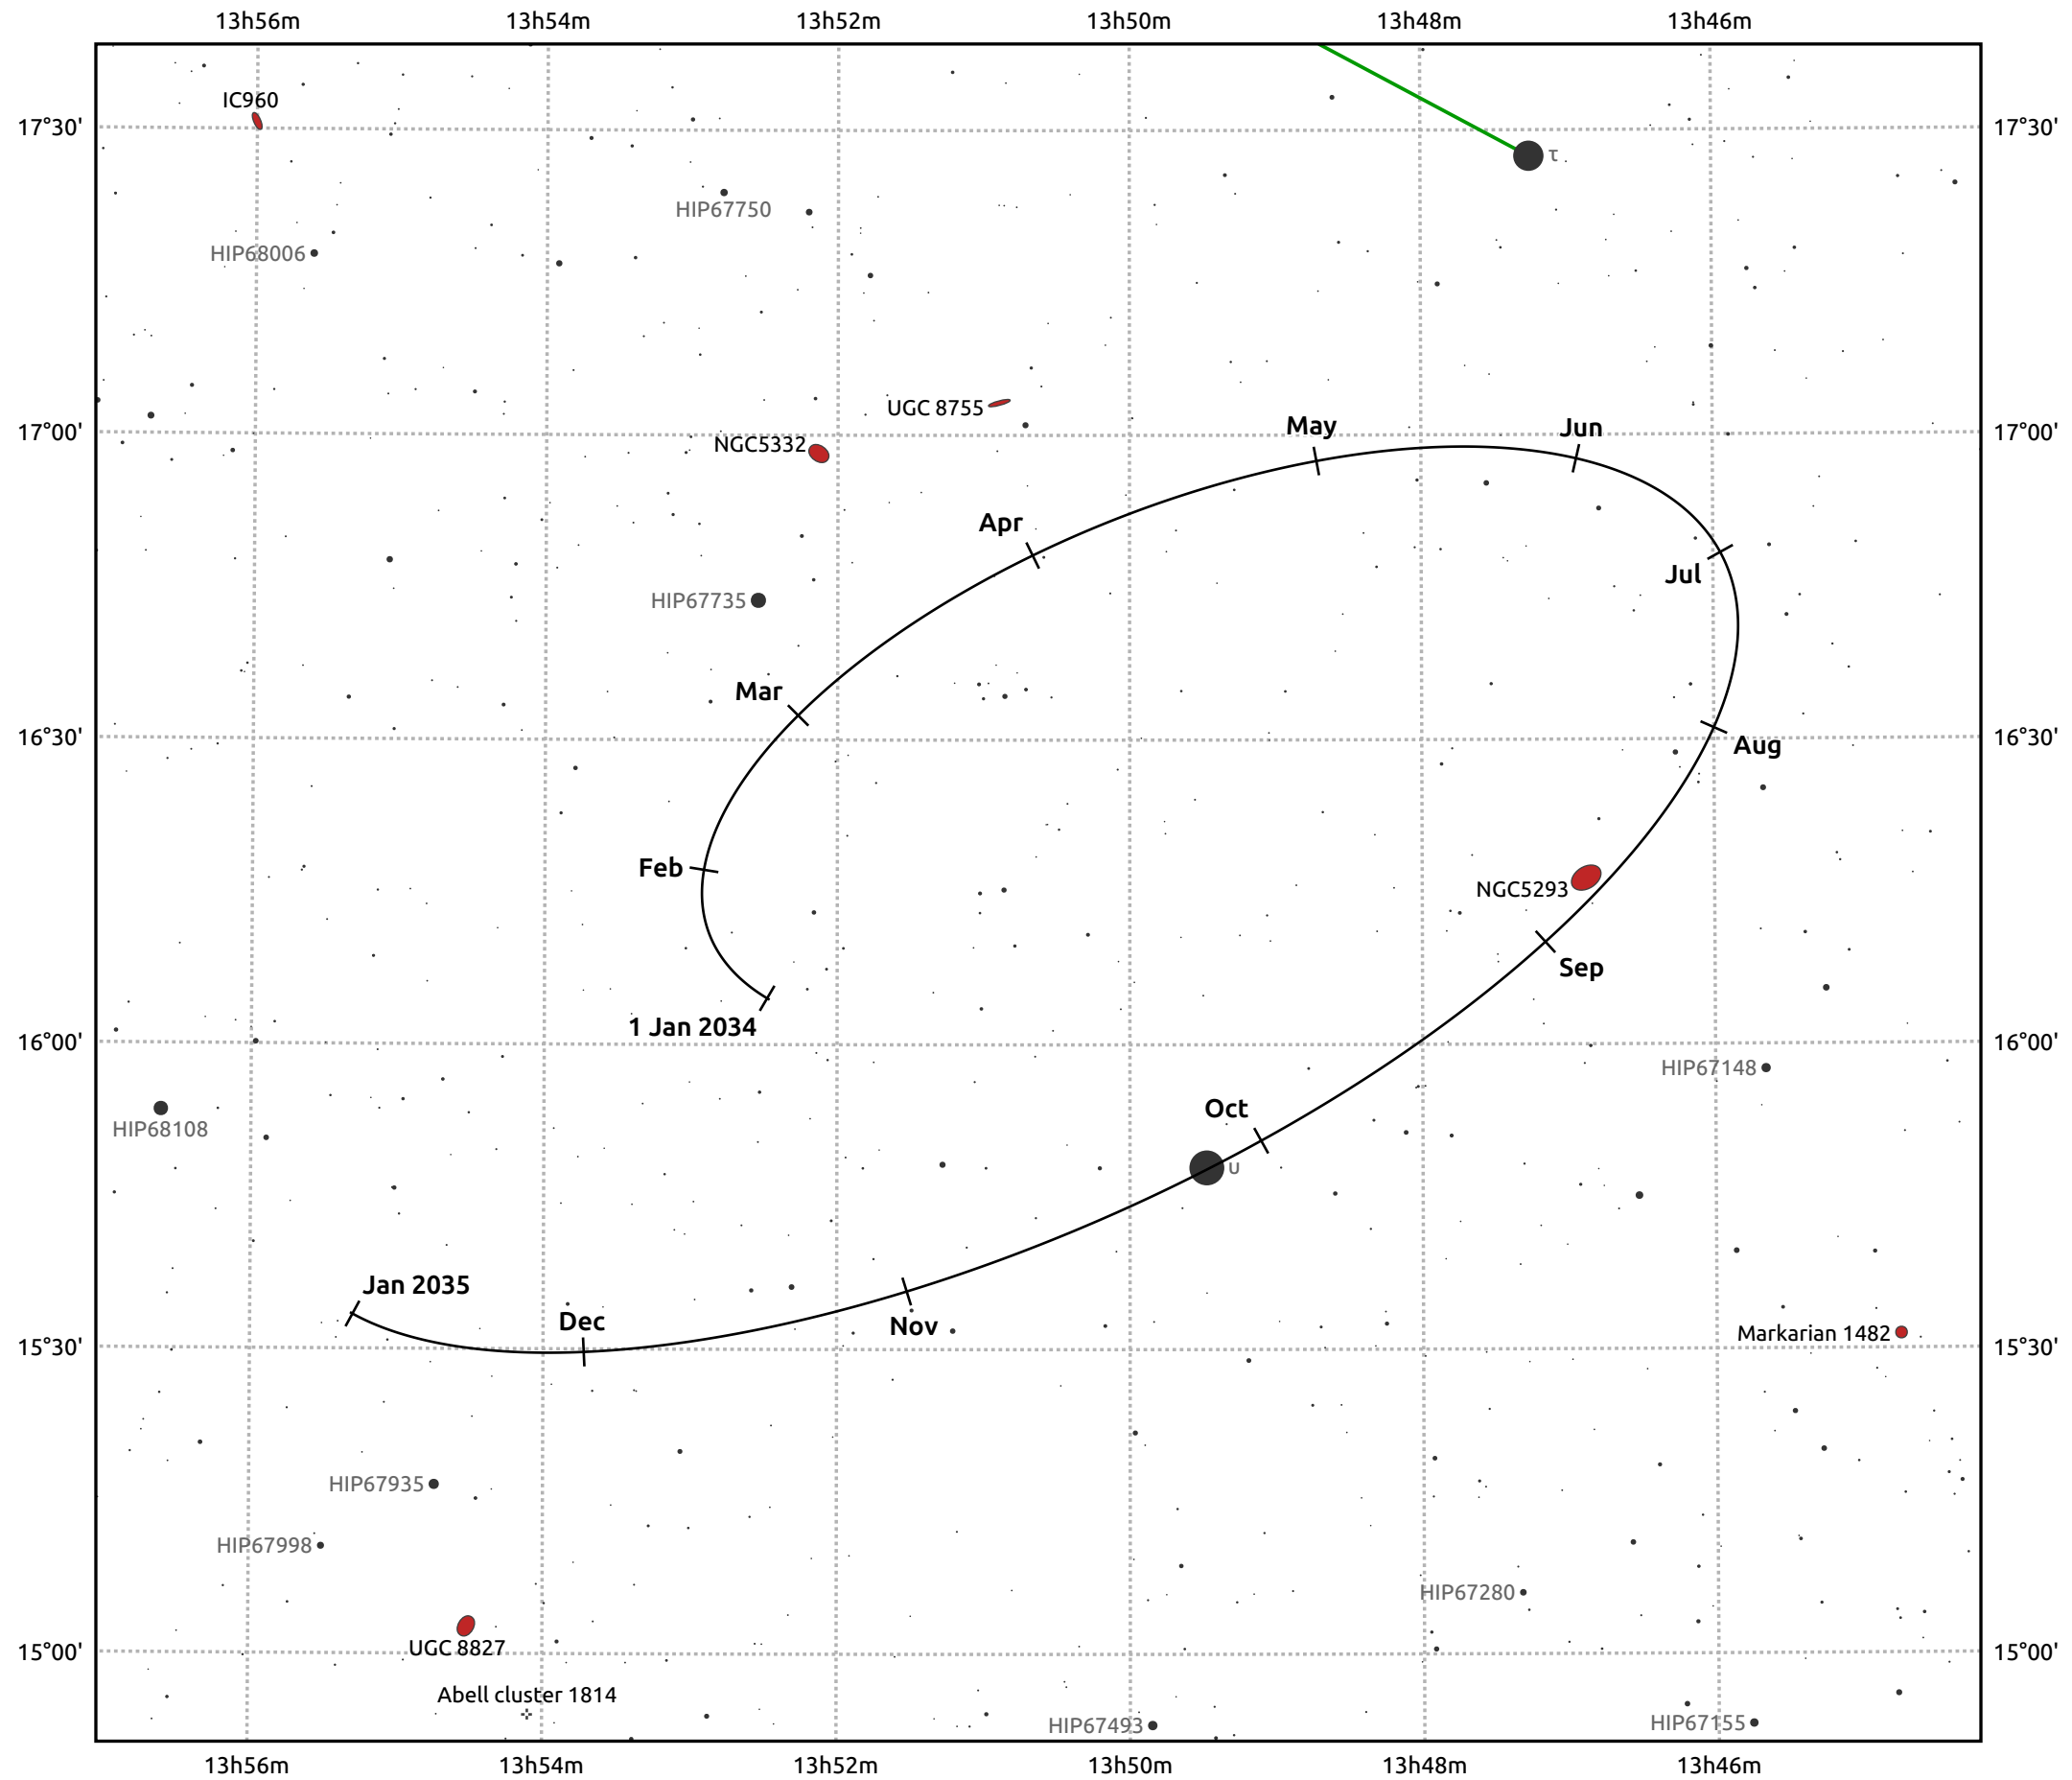 13h56m 13h54m 13h52m 13h50m 13h48m 13h46m
IC960
17°30' 17°30'
τ
HIP67750
HIP68006
UGC 8755
May Jun
17°00' 17°00'
NGC5332
Apr
Jul
HIP67735
Mar
16°30' 16°30'
Aug
Feb
NGC5293
Sep
1 Jan 2034
16°00' 16°00'
HIP67148
Oct
HIP68108
υ
Jan 2035
Dec
Nov
Markarian 1482
15°30' 15°30'
HIP67935
HIP67998
HIP67280
UGC 8827
15°00' 15°00'
Abell cluster 1814
HIP67493
HIP67155
13h56m 13h54m 13h52m 13h50m 13h48m 13h46m